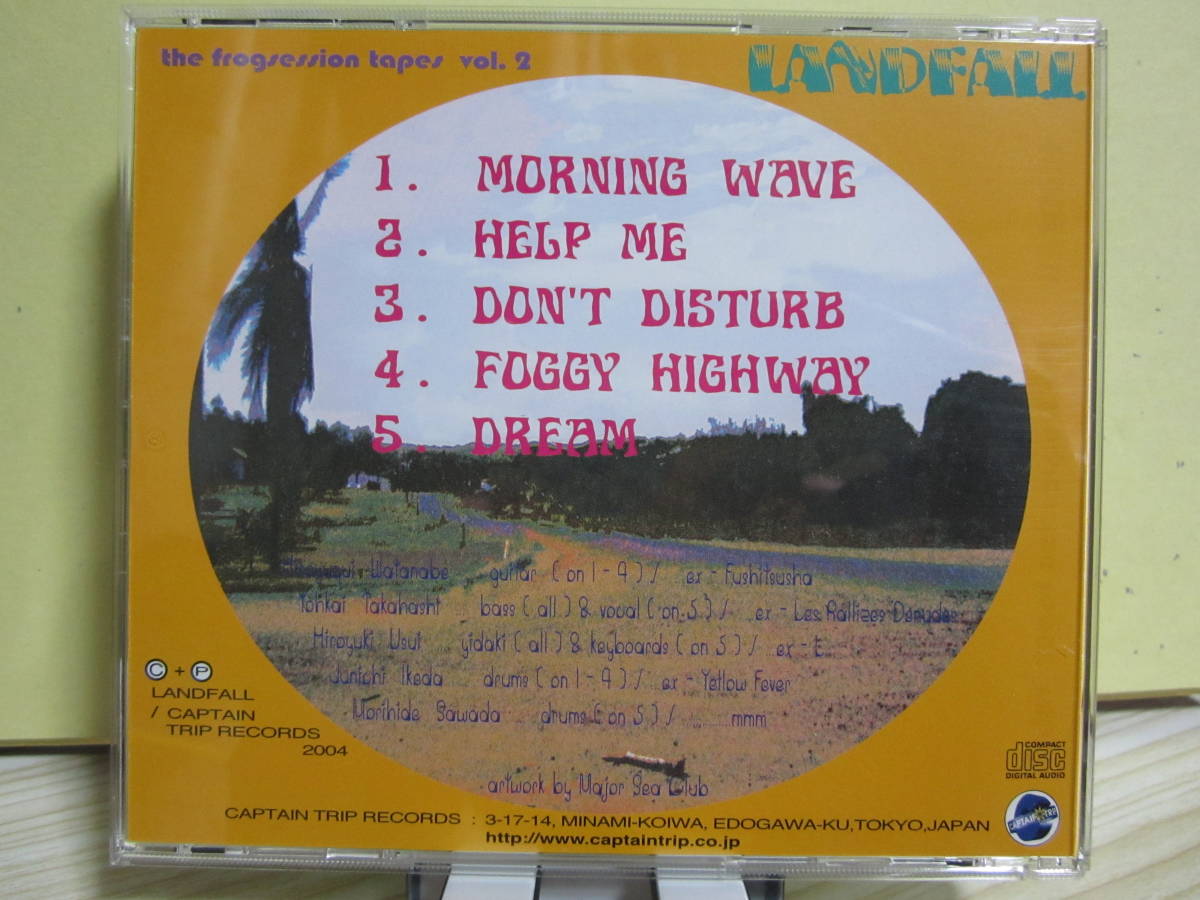 the frogsession tapes vol. 2
LANDFALL
1. MORNING WAVE
2. HELP ME
3. DON'T DISTURB
4. FOGGY HIGHWAY
5. DREAM
Watanabe guitar (on 1-4) / ex-Fushitsusha
Yohkai Takahashi ... bass (all) & vocal (on 5) / ...ex-Les Rallizes Denudes
Hiroyuki Usui ... yidaki (all) & keyboards (on 5) / ...ex-E
Junichi Ikeda ... drums (on 1-4) / ex-Yellow Fever
Morihide Sawada ... drums (on 5) / ... mmm
artwork by Major Sea Club
© + ℗
LANDFALL
/ CAPTAIN
TRIP RECORDS
2004
COMPACT
disc
DIGITAL AUDIO
CAPTAIN TRIP
CAPTAIN TRIP RECORDS : 3-17-14, MINAMI-KOIWA, EDOGAWA-KU,TOKYO,JAPAN
http://www.captaintrip.co.jp